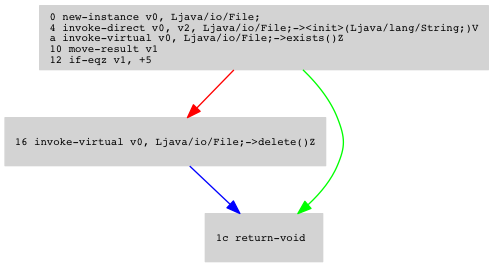 0 new-instance v0, Ljava/io/File;
4 invoke-direct v0, v2, Ljava/io/File;-><init>(Ljava/lang/String;)V
a invoke-virtual v0, Ljava/io/File;->exists()Z
10 move-result v1
12 if-eqz v1, +5
16 invoke-virtual v0, Ljava/io/File;->delete()Z
1c return-void